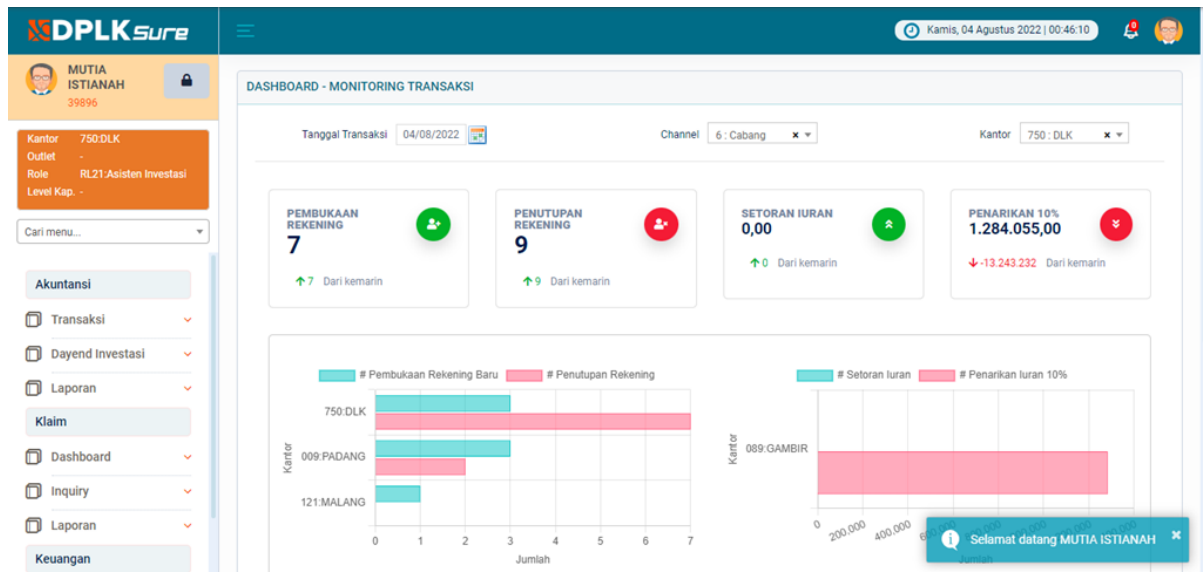 DPLKSure
Kamis, 04 Agustus 2022 | 00:46:10
MUTIA
ISTIANAH
39896
Kantor 750:DLK
Outlet -
Role RL21:Asisten Investasi
Level Kap. -
Cari menu...
Akuntansi
Transaksi
Dayend Investasi
Laporan
Klaim
Dashboard
Inquiry
Laporan
Keuangan
DASHBOARD - MONITORING TRANSAKSI
Tanggal Transaksi 04/08/2022 Channel 6 : Cabang x Kantor 750 : DLK x
PEMBUKAAN
REKENING
7
7 Dari kemarin
PENUTUPAN
REKENING
9
9 Dari kemarin
SETORAN IURAN
0,00
0 Dari kemarin
PENARIKAN 10%
1.284.055,00
-13.243.232 Dari kemarin
# Pembukaan Rekening Baru # Penutupan Rekening
Kantor
750:DLK
009:PADANG
121:MALANG
0 1 2 3 4 5 6 7
Jumlah
# Setoran Iuran # Penarikan Iuran 10%
Kantor
089:GAMBIR
0 200.000 400.000
Jumlah
Selamat datang MUTIA ISTIANAH ×